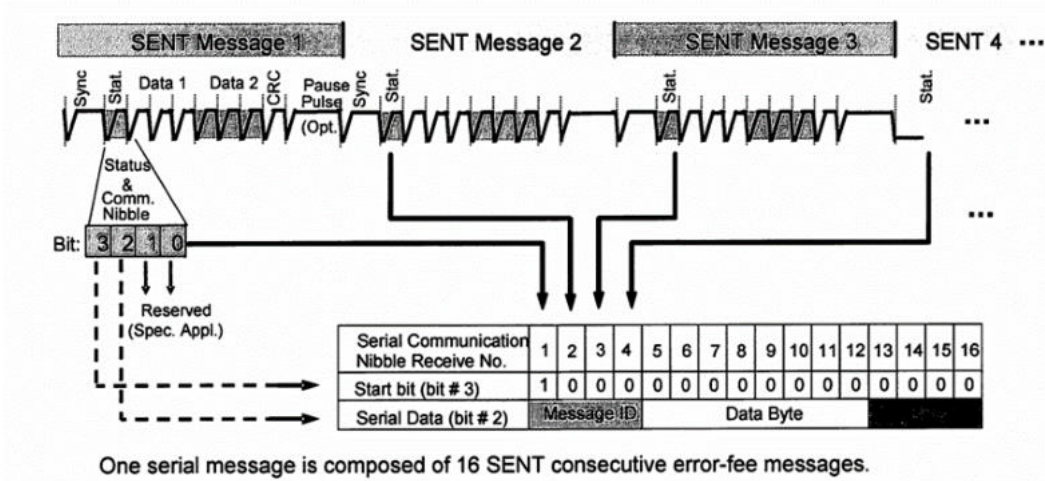 SENT Message 1 SENT Message 2 SENT Message 3 SENT 4 ...
Sync Stat. Data 1 Data 2 CRC Pause Pulse (Opt. Sync Stat. Stat. Stat.
...
Status
&
Comm.
Nibble
...
Bit: 3 2 1 0
Reserved
(Spec. Appl.)
Serial Communication
Nibble Receive No. 1 2 3 4 5 6 7 8 9 10 11 12 13 14 15 16
Start bit (bit # 3) 1 0 0 0 0 0 0 0 0 0 0 0 0 0 0 0
Serial Data (bit # 2) Message ID Data Byte
One serial message is composed of 16 SENT consecutive error-fee messages.